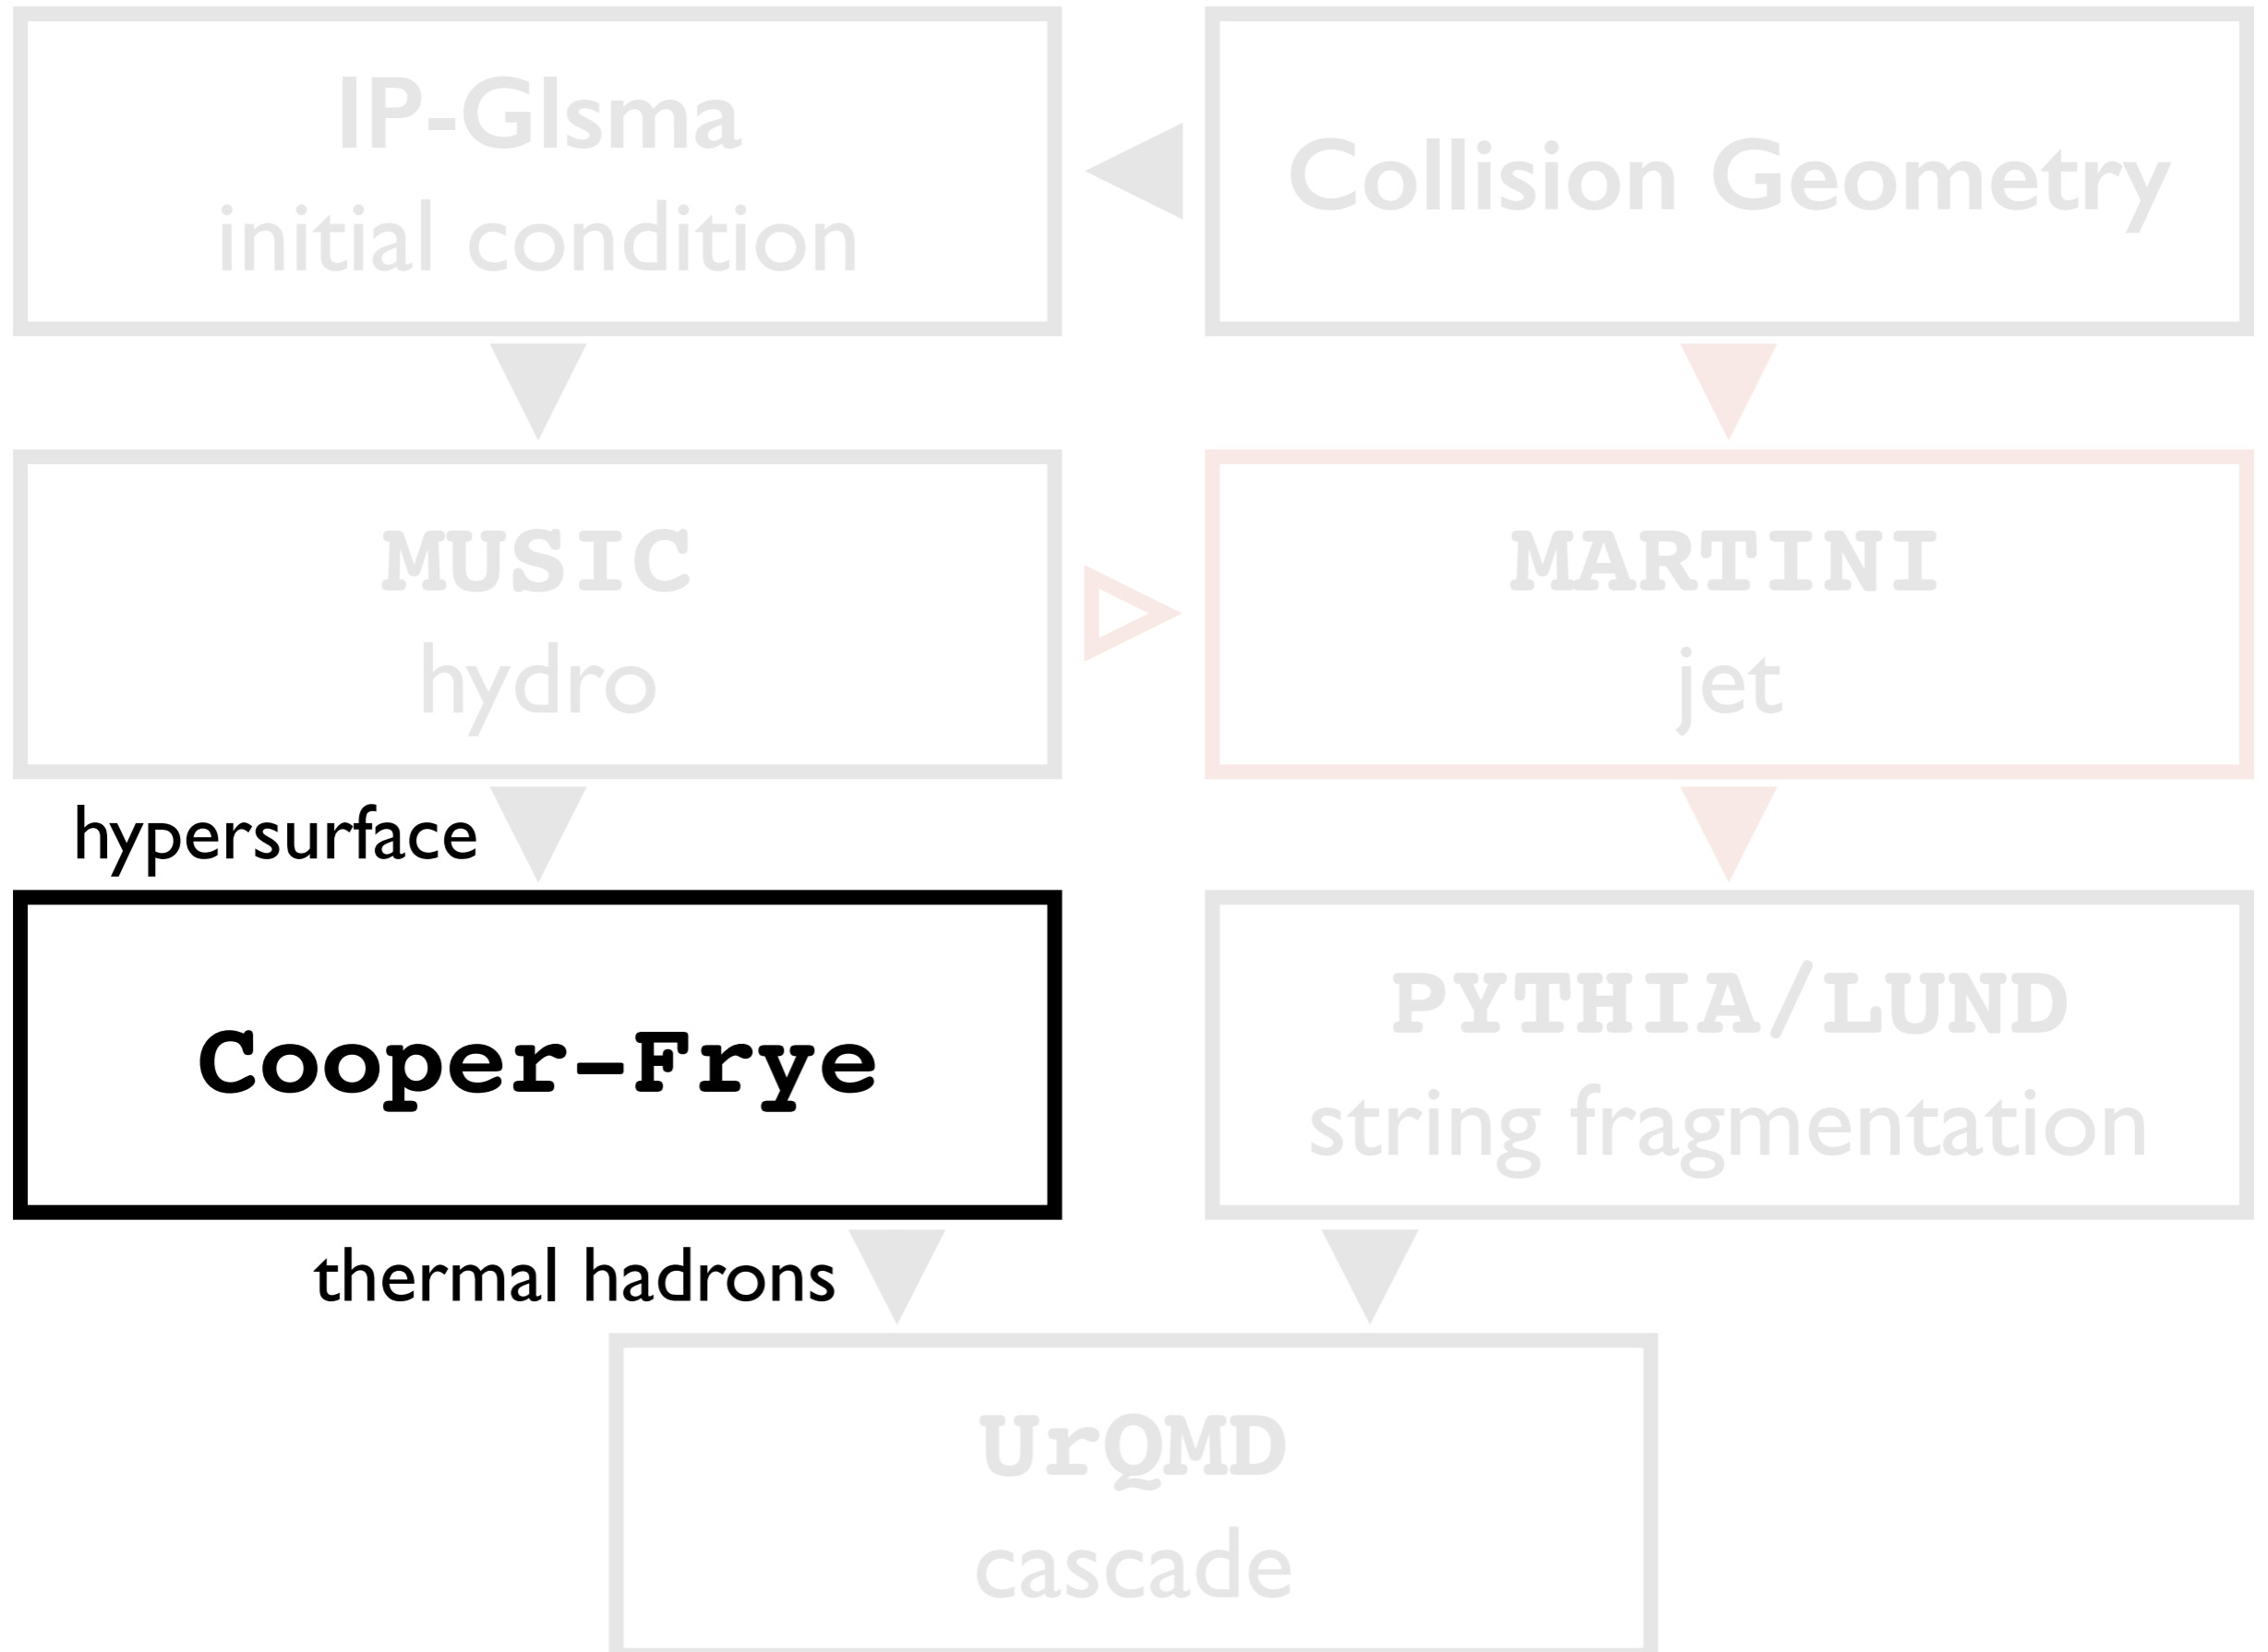 IP-Glsma
initial condition
Collision Geometry
MUSIC
hydro
MARTINI
jet
hypersurface
Cooper-Frye
PYTHIA/LUND
string fragmentation
thermal hadrons
UrQMD
cascade